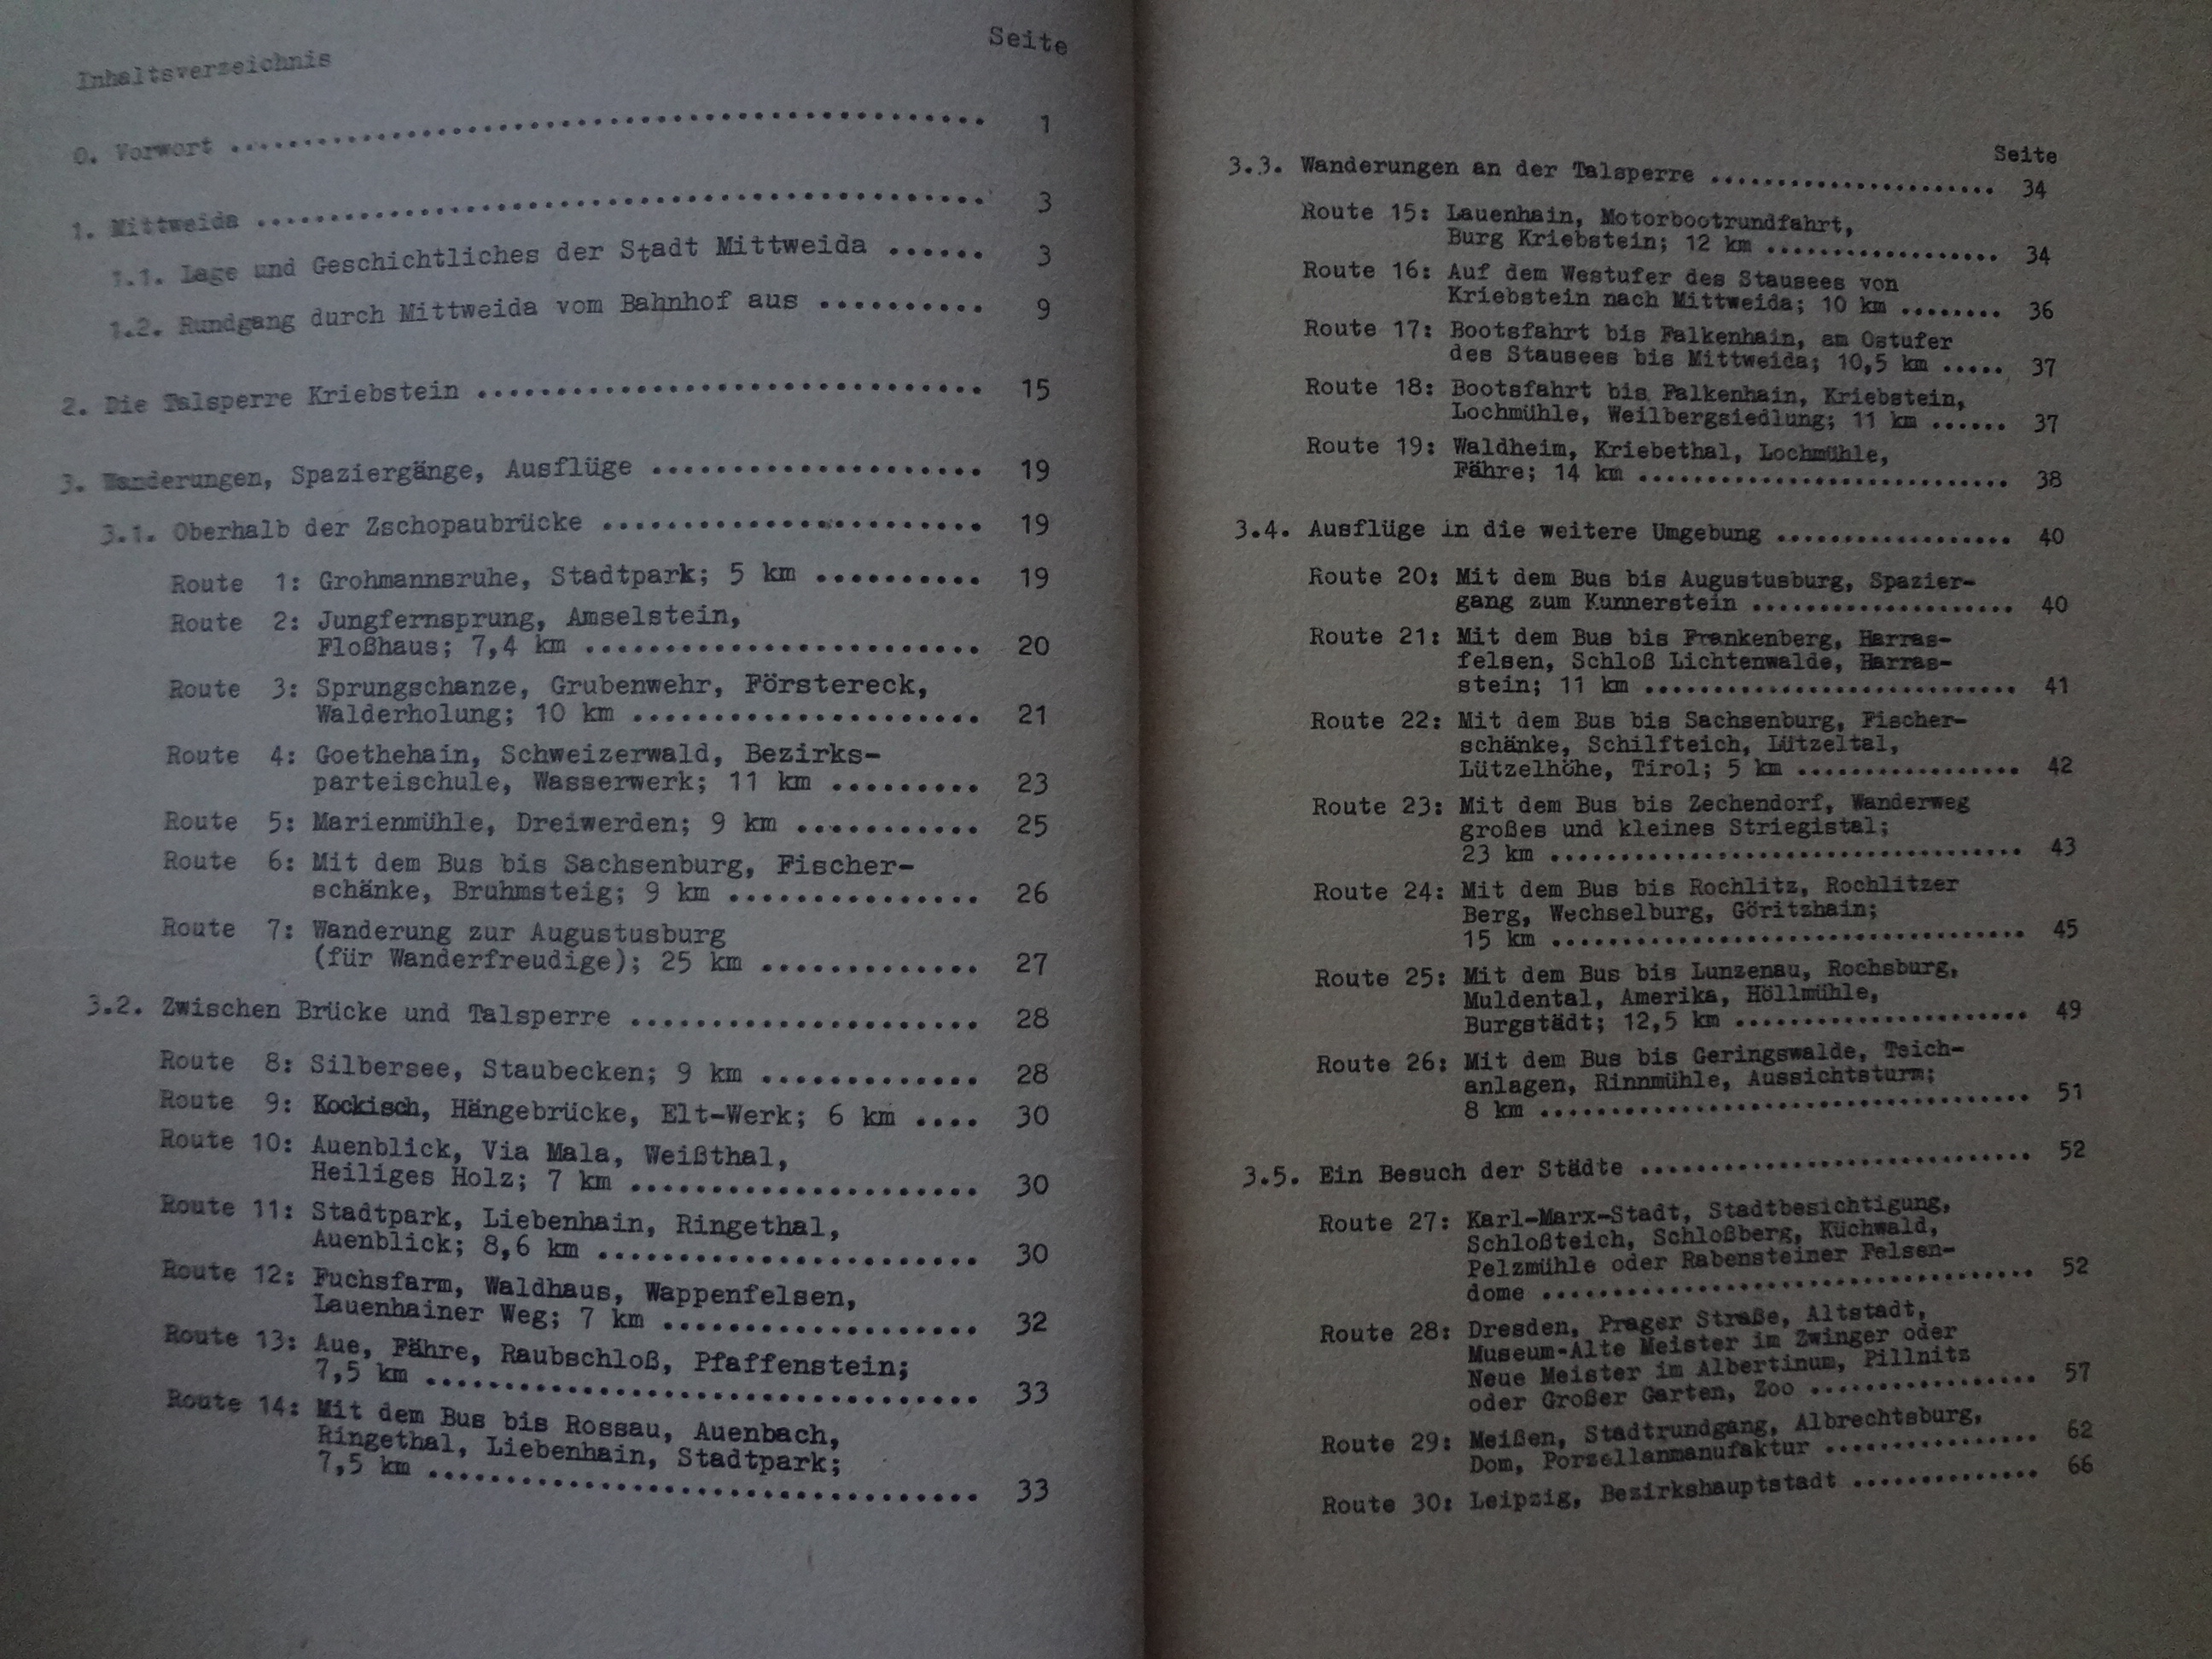 Inhaltsverzeichnis
Seite
0. Vorwort ........................................ 1
1. Mittweida ........................................ 3
1.1. Lage und Geschichtliches der Stadt Mittweida ...... 3
1.2. Rundgang durch Mittweida vom Bahnhof aus .......... 9
2. Die Talsperre Kriebstein ............................ 15
3. Wanderungen, Spaziergänge, Ausflüge .................. 19
3.1. Oberhalb der Zschopaubrücke ...................... 19
Route 1: Grohmannsruhe, Stadtpark; 5 km .......... 19
Route 2: Jungfernsprung, Amselstein,
Floßhaus; 7,4 km ........................ 20
Route 3: Sprungschanze, Grubenwehr, Förstereck,
Walderholung; 10 km .................... 21
Route 4: Goethehain, Schweizerwald, Bezirks-
parteischule, Wasserwerk; 11 km ......... 23
Route 5: Marienmühle, Dreiwerden; 9 km ........... 25
Route 6: Mit dem Bus bis Sachsenburg, Fischer-
schänke, Bruhmsteig; 9 km ............... 26
Route 7: Wanderung zur Augustusburg
(für Wanderfreudige); 25 km ............. 27
3.2. Zwischen Brücke und Talsperre .................... 28
Route 8: Silbersee, Staubecken; 9 km ............. 28
Route 9: Kockisch, Hängebrücke, Elt-Werk; 6 km .... 30
Route 10: Auenblick, Via Mala, Weißthal,
Heiliges Holz; 7 km .................... 30
Route 11: Stadtpark, Liebenhain, Ringethal,
Auenblick; 8,6 km ...................... 30
Route 12: Fuchsfarm, Waldhaus, Wappenfelsen,
Lauenhainer Weg; 7 km .................. 32
Route 13: Aue, Fähre, Raubschloß, Pfaffenstein;
7,5 km ................................ 33
Route 14: Mit dem Bus bis Rossau, Auenbach,
Ringethal, Liebenhain, Stadtpark;
7,5 km ................................ 33
Seite
3.3. Wanderungen an der Talsperre ..................... 34
Route 15: Lauenhain, Motorbootrundfahrt,
Burg Kriebstein; 12 km .................. 34
Route 16: Auf dem Westufer des Stausees von
Kriebstein nach Mittweida; 10 km ........ 36
Route 17: Bootsfahrt bis Falkenhain, am Ostufer
des Stausees bis Mittweida; 10,5 km ..... 37
Route 18: Bootsfahrt bis Falkenhain, Kriebstein,
Lochmühle, Weilbergsiedlung; 11 km ...... 37
Route 19: Waldheim, Kriebethal, Lochmühle,
Fähre; 14 km ............................ 38
3.4. Ausflüge in die weitere Umgebung .................. 40
Route 20: Mit dem Bus bis Augustusburg, Spazier-
gang zum Kunnerstein .................... 40
Route 21: Mit dem Bus bis Frankenberg, Harras-
felsen, Schloß Lichtenwalde, Harras-
stein; 11 km ............................ 41
Route 22: Mit dem Bus bis Sachsenburg, Fischer-
schänke, Schilfteich, Lützeltal,
Lützelhöhe, Tirol; 5 km ................. 42
Route 23: Mit dem Bus bis Zechendorf, Wanderweg
großes und kleines Striegistal;
23 km ................................... 43
Route 24: Mit dem Bus bis Rochlitz, Rochlitzer
Berg, Wechselburg, Göritzhain;
15 km ................................... 45
Route 25: Mit dem Bus bis Lunzenau, Rochsburg,
Muldental, Amerika, Höllmühle,
Burgstädt; 12,5 km ...................... 49
Route 26: Mit dem Bus bis Geringswalde, Teich-
anlagen, Rinnmühle, Aussichtsturm;
8 km .................................... 51
3.5. Ein Besuch der Städte ............................. 52
Route 27: Karl-Marx-Stadt, Stadtbesichtigung,
Schloßteich, Schloßberg, Küchwald,
Pelzmühle oder Rabensteiner Felsen-
dome .................................... 52
Route 28: Dresden, Prager Straße, Altstadt,
Museum-Alte Meister im Zwinger oder
Neue Meister im Albertinum, Pillnitz
oder Großer Garten, Zoo ................. 57
Route 29: Meißen, Stadtrundgang, Albrechtsburg,
Dom, Porzellanmanufaktur ................ 62
Route 30: Leipzig, Bezirkshauptstadt .............. 66